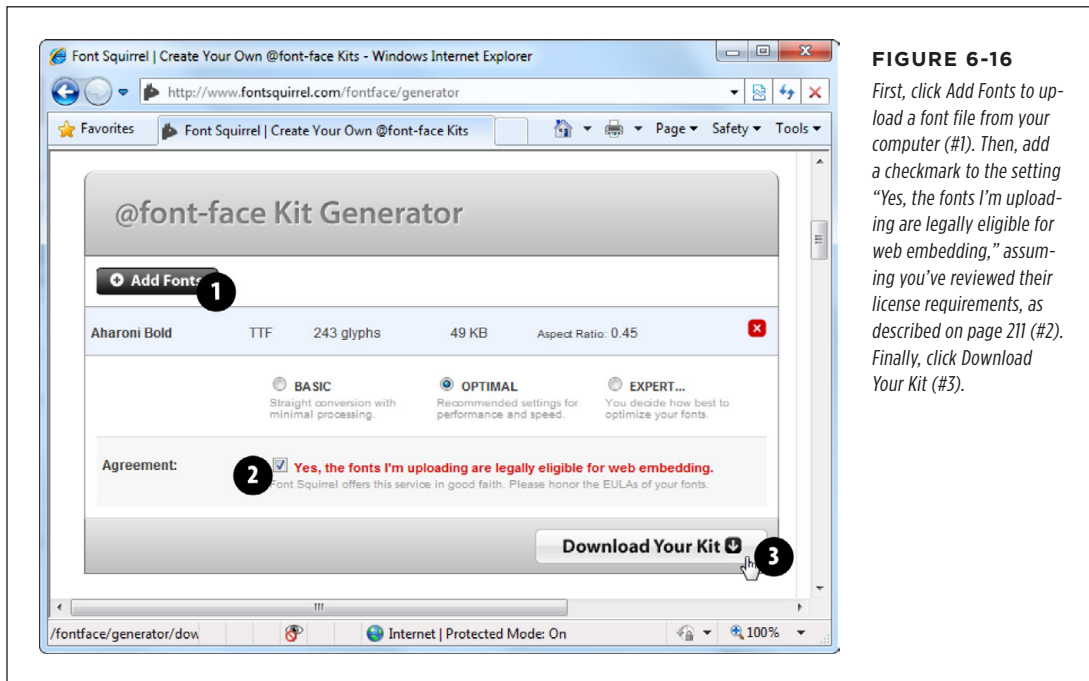 Font Squirrel | Create Your Own @font-face Kits - Windows Internet Explorer
http://www.fontsquirrel.com/fontface/generator
Favorites
Font Squirrel | Create Your Own @font-face Kits
Page
Safety
Tools
@font-face Kit Generator
Add Fonts
1
Aharoni Bold
TTF
243 glyphs
49 KB
Aspect Ratio: 0.45
BASIC
Straight conversion with
minimal processing.
OPTIMAL
Recommended settings for
performance and speed.
EXPERT...
You decide how best to
optimize your fonts.
Agreement:
2
Yes, the fonts I'm uploading are legally eligible for web embedding.
Font Squirrel offers this service in good faith. Please honor the EULAs of your fonts.
Download Your Kit
3
/fontface/generator/dow
Internet | Protected Mode: On
100%
FIGURE 6-16
First, click Add Fonts to up-
load a font file from your
computer (#1). Then, add
a checkmark to the setting
“Yes, the fonts I’m upload-
ing are legally eligible for
web embedding,” assum-
ing you’ve reviewed their
license requirements, as
described on page 211 (#2).
Finally, click Download
Your Kit (#3).